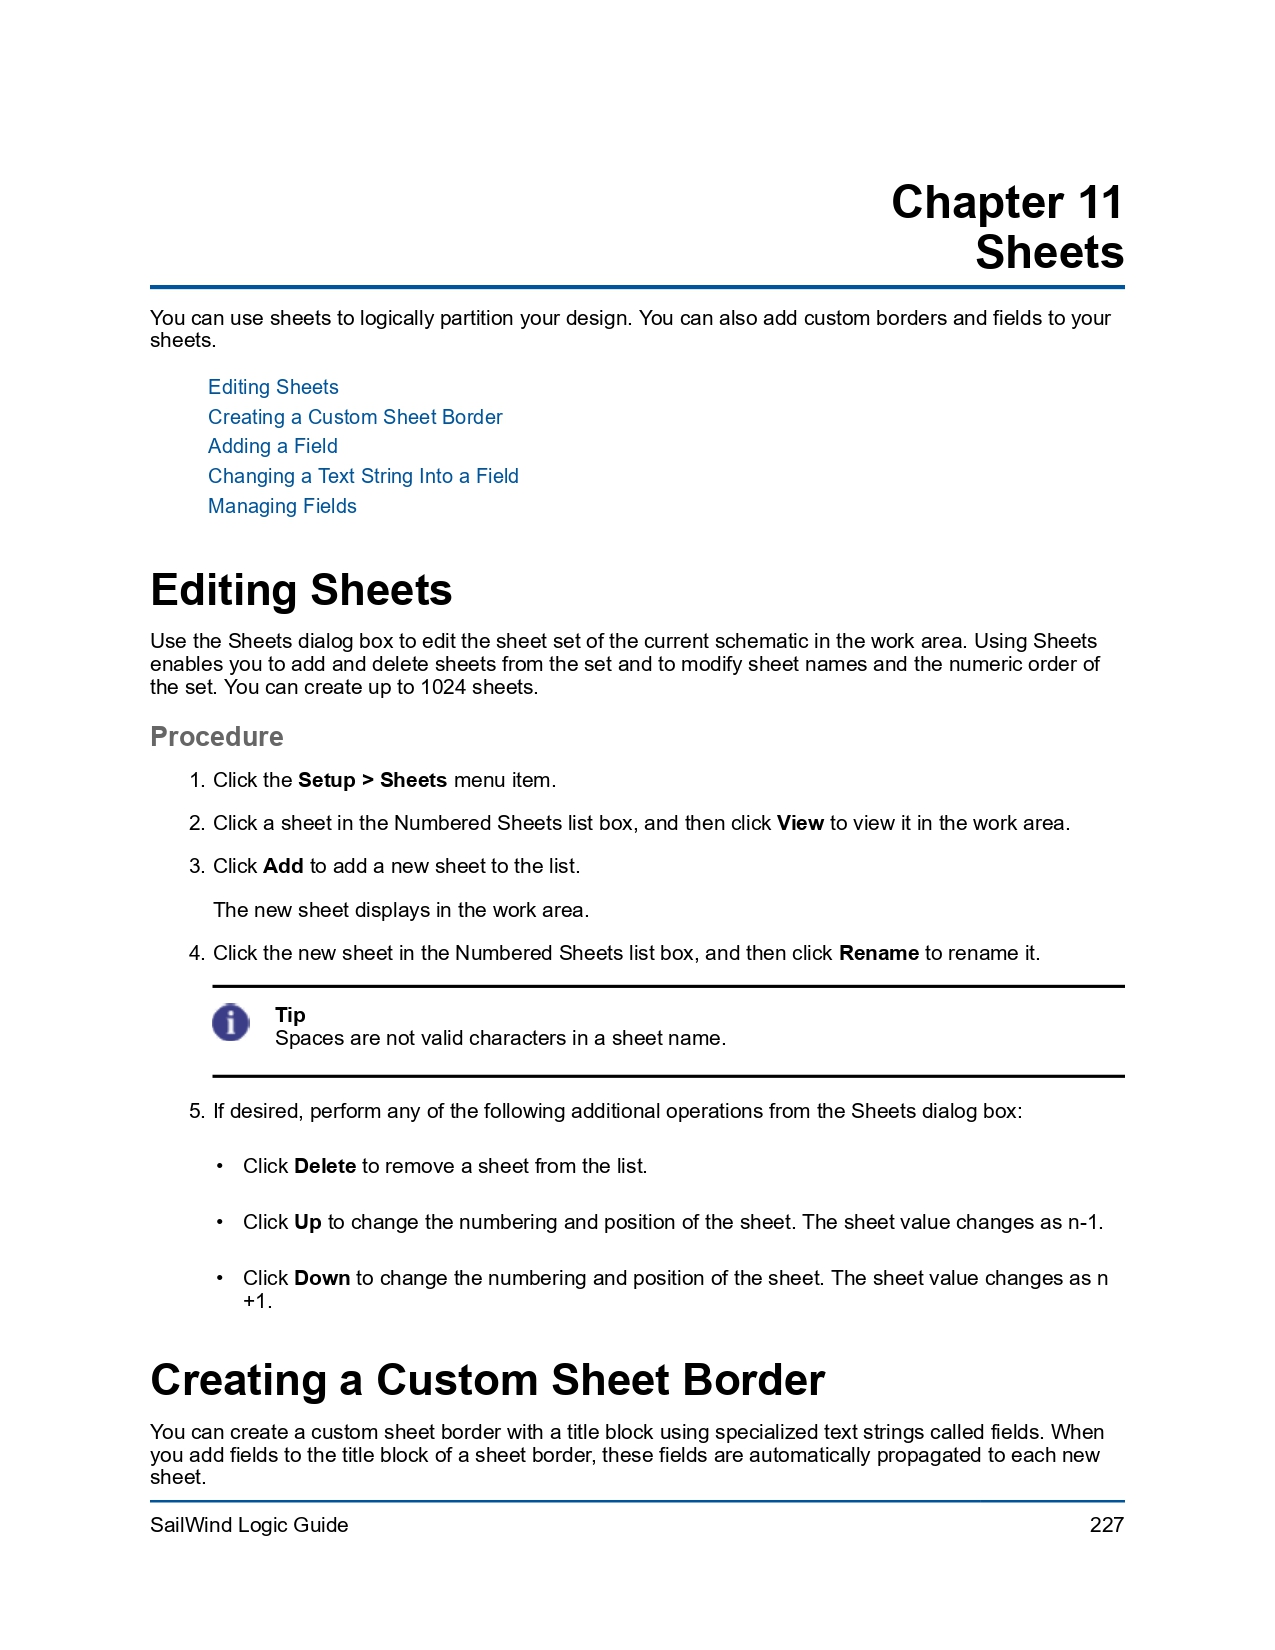 Chapter 11
Sheets
You can use sheets to logically partition your design. You can also add custom borders and fields to your
sheets.
Editing Sheets
Creating a Custom Sheet Border
Adding a Field
Changing a Text String Into a Field
Managing Fields
Editing Sheets
Use the Sheets dialog box to edit the sheet set of the current schematic in the work area. Using Sheets
enables you to add and delete sheets from the set and to modify sheet names and the numeric order of
the set. You can create up to 1024 sheets.
Procedure
1. Click the Setup > Sheets menu item.
2. Click a sheet in the Numbered Sheets list box, and then click View to view it in the work area.
3. Click Add to add a new sheet to the list.
The new sheet displays in the work area.
4. Click the new sheet in the Numbered Sheets list box, and then click Rename to rename it.
i
Tip
Spaces are not valid characters in a sheet name.
5. If desired, perform any of the following additional operations from the Sheets dialog box:
• Click Delete to remove a sheet from the list.
• Click Up to change the numbering and position of the sheet. The sheet value changes as n-1.
• Click Down to change the numbering and position of the sheet. The sheet value changes as n
+1.
Creating a Custom Sheet Border
You can create a custom sheet border with a title block using specialized text strings called fields. When
you add fields to the title block of a sheet border, these fields are automatically propagated to each new
sheet.
SailWind Logic Guide 227